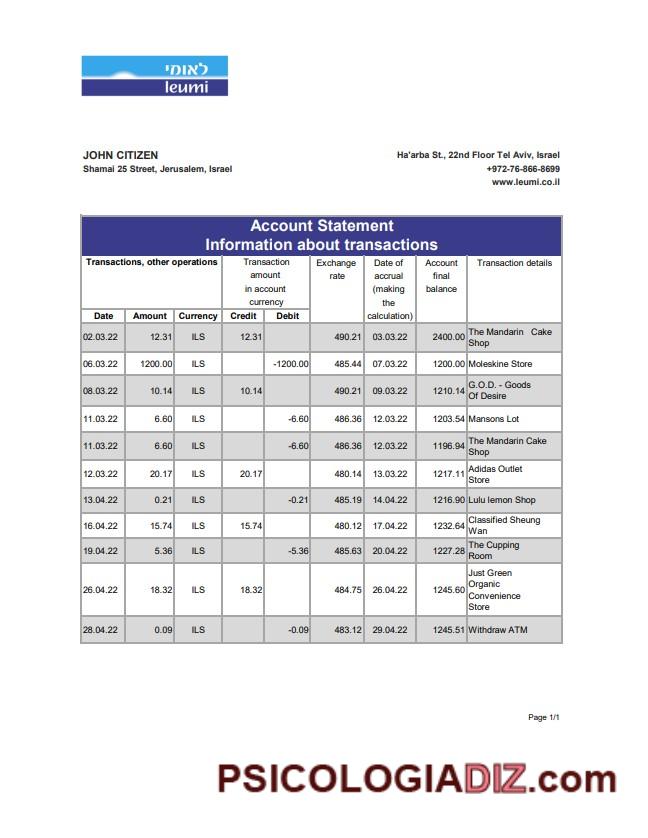 לאומי
leumi
JOHN CITIZEN
Shamai 25 Street, Jerusalem, Israel
Ha'arba St., 22nd Floor Tel Aviv, Israel
+972-76-866-8699
www.leumi.co.il
Account Statement
Information about transactions
Transactions, other operations
Transaction
amount
in account
currency
Exchange
rate
Date of
accrual
(making
the
calculation)
Account
final
balance
Transaction details
Date Amount Currency Credit Debit
02.03.22 12.31 ILS 12.31 490.21 03.03.22 2400.00 The Mandarin Cake
Shop
06.03.22 1200.00 ILS -1200.00 485.44 07.03.22 1200.00 Moleskine Store
08.03.22 10.14 ILS 10.14 490.21 09.03.22 1210.14 G.O.D. - Goods
Of Desire
11.03.22 6.60 ILS -6.60 486.36 12.03.22 1203.54 Mansons Lot
11.03.22 6.60 ILS -6.60 486.36 12.03.22 1196.94 The Mandarin Cake
Shop
12.03.22 20.17 ILS 20.17 480.14 13.03.22 1217.11 Adidas Outlet
Store
13.04.22 0.21 ILS -0.21 485.19 14.04.22 1216.90 Lulu lemon Shop
16.04.22 15.74 ILS 15.74 480.12 17.04.22 1232.64 Classified Sheung
Wan
19.04.22 5.36 ILS -5.36 485.63 20.04.22 1227.28 The Cupping
Room
26.04.22 18.32 ILS 18.32 484.75 26.04.22 1245.60 Just Green
Organic
Convenience
Store
28.04.22 0.09 ILS -0.09 483.12 29.04.22 1245.51 Withdraw ATM
Page 1/1
PSICOLOGIADIZ.com